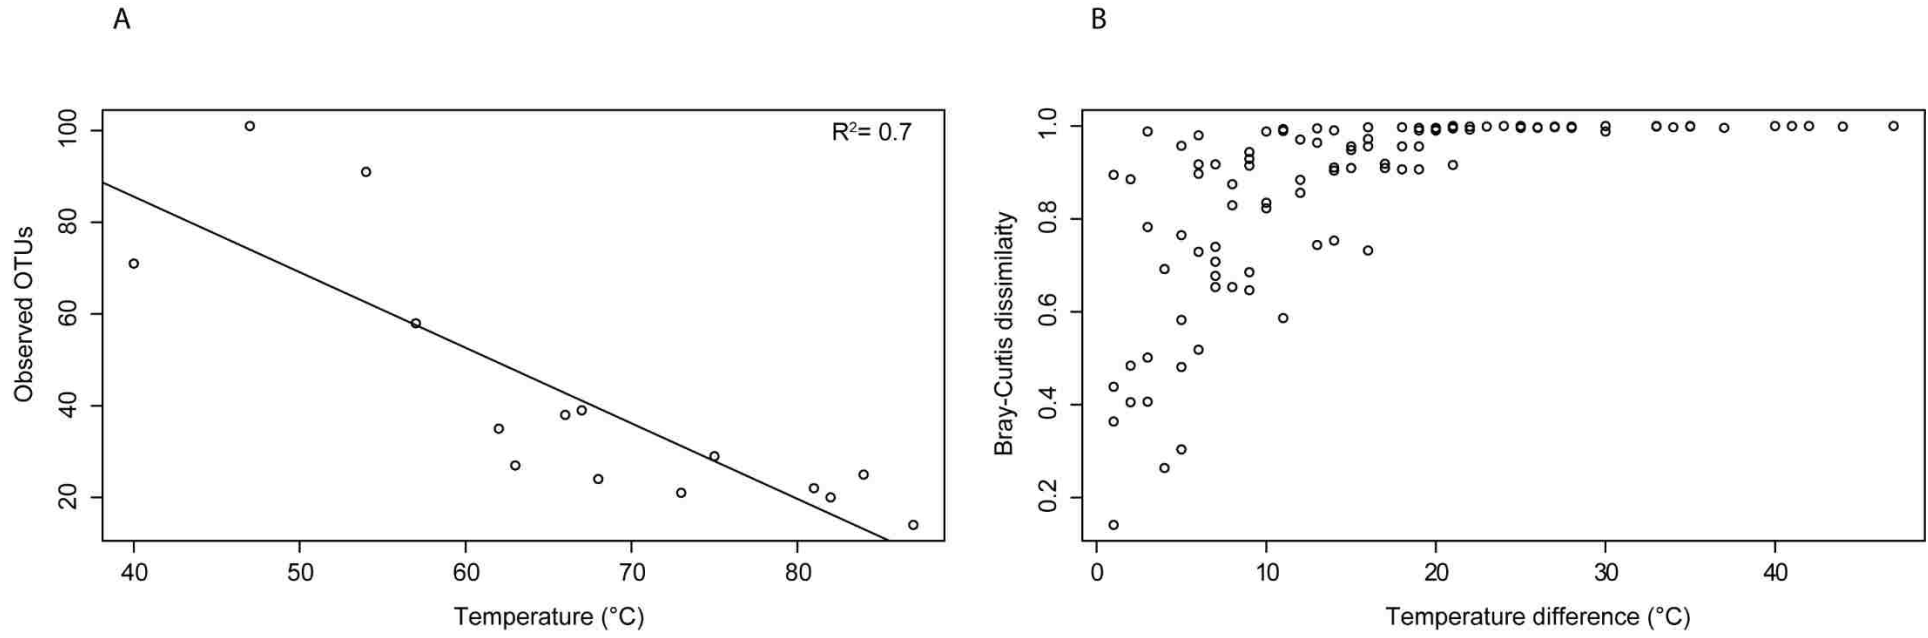 A
B
R²= 0.7
Observed OTUs
100
80
60
40
20
40
50
60
70
80
Temperature (°C)
Bray-Curtis dissimilaity
1.0
0.8
0.6
0.4
0.2
0
10
20
30
40
Temperature difference (°C)